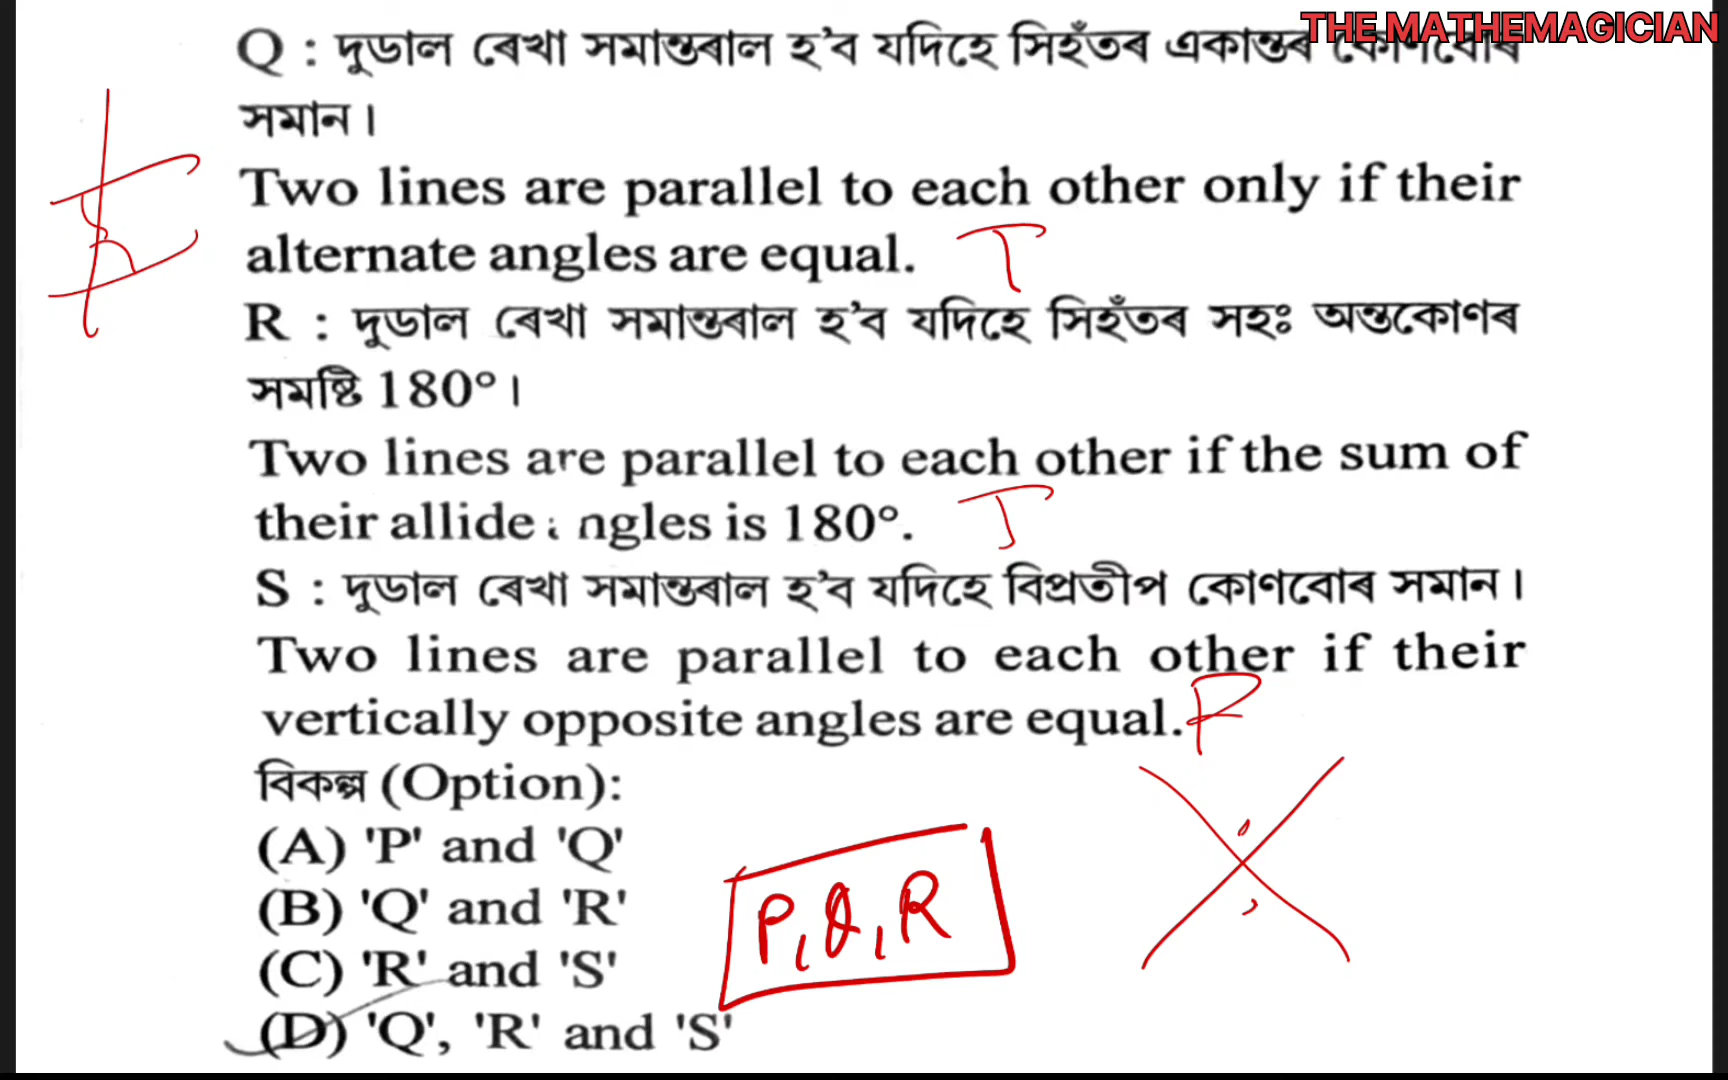 THE MATHEMAGICIAN
Q : দুডাল ৰেখা সমান্তৰাল হ'ব যদিহে সিহঁতৰ একান্তৰ কোণবোৰ
সমান।
Two lines are parallel to each other only if their
alternate angles are equal. T
R : দুডাল ৰেখা সমান্তৰাল হ'ব যদিহে সিহঁতৰ সহঃ অন্তকোণৰ
সমষ্টি 180°।
Two lines are parallel to each other if the sum of
their allide ngles is 180°. T
S : দুডাল ৰেখা সমান্তৰাল হ'ব যদিহে বিপ্ৰতীপ কোণবোৰ সমান।
Two lines are parallel to each other if their
vertically opposite angles are equal. F
বিকল্প (Option):
(A) 'P' and 'Q'
(B) 'Q' and 'R'
P, Q, R
(C) 'R' and 'S'
(D) 'Q', 'R' and 'S'